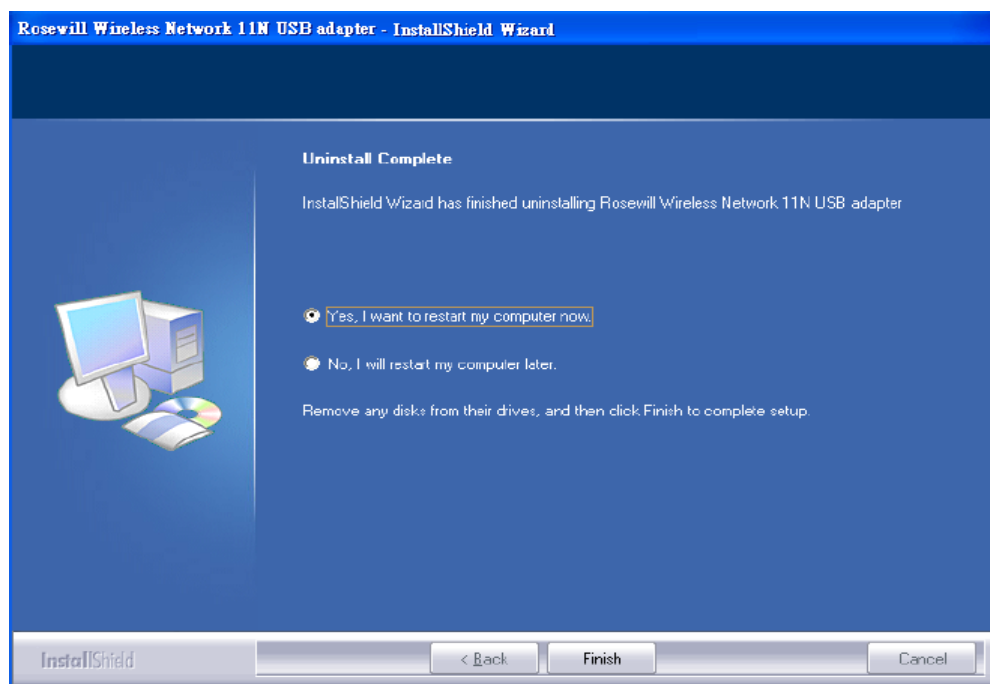 Rosewill Wireless Network 11N USB adapter - InstallShield Wizard
Uninstall Complete
InstallShield Wizard has finished uninstalling Rosewill Wireless Network 11N USB adapter
Yes, I want to restart my computer now.
No, I will restart my computer later.
Remove any disks from their drives, and then click Finish to complete setup.
InstallShield
< Back
Finish
Cancel